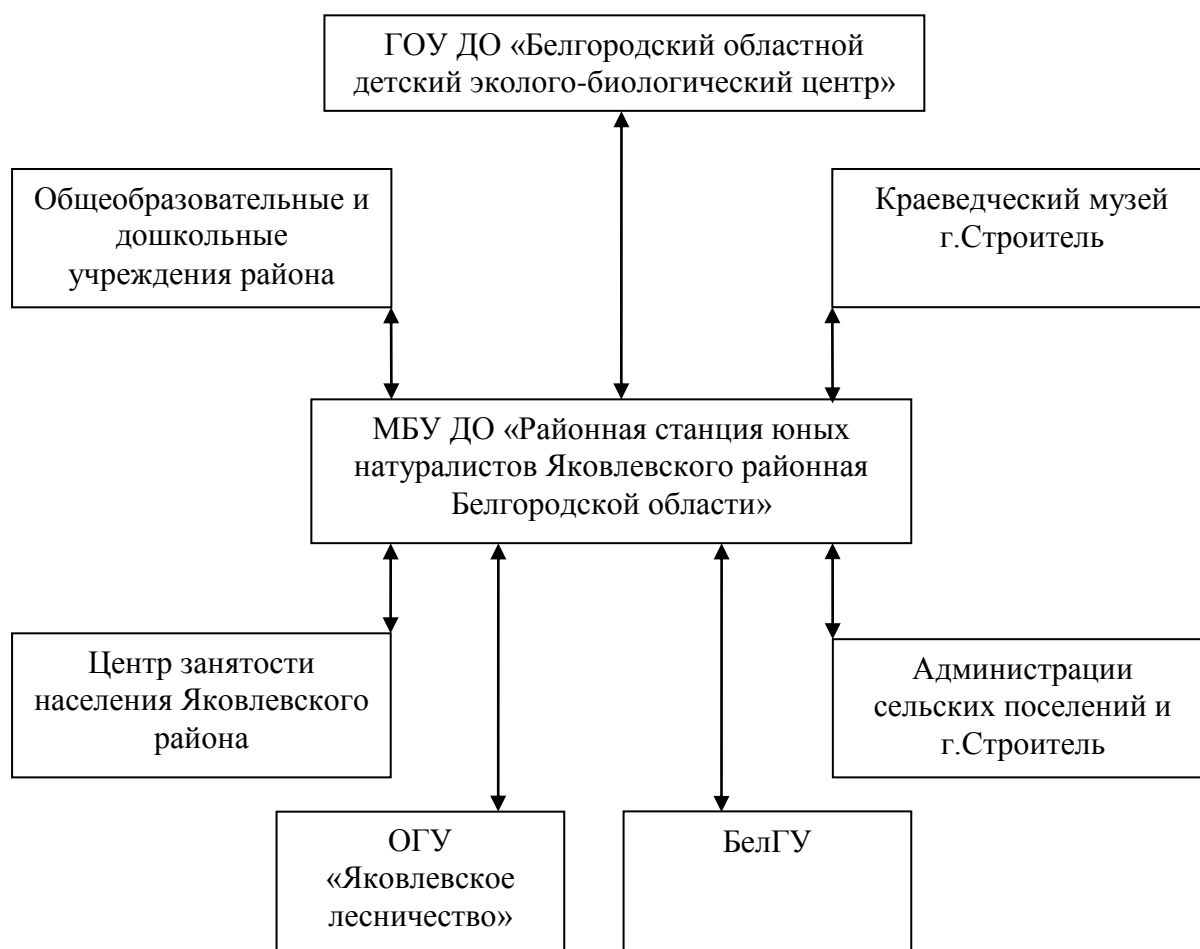 ГОУ ДО «Белгородский областной
детский эколого-биологический центр»
Общеобразовательные и
дошкольные
учреждения района
Краеведческий музей
г.Строитель
МБУ ДО «Районная станция юных
натуралистов Яковлевского районная
Белгородской области»
Центр занятости
населения Яковлевского
района
Администрации
сельских поселений и
г.Строитель
ОГУ
«Яковлевское
лесничество»
БелГУ